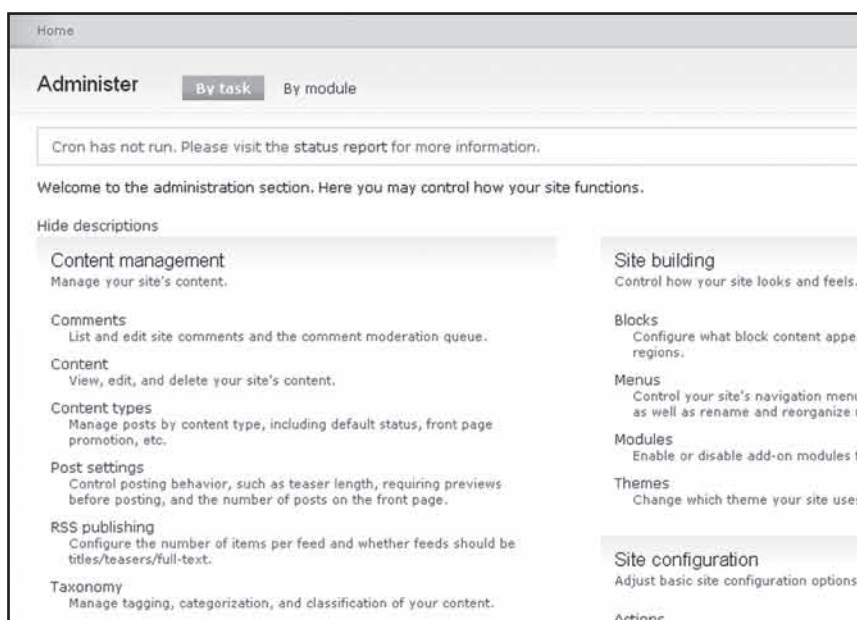 Home
Administer
By task
By module
Cron has not run. Please visit the status report for more information.
Welcome to the administration section. Here you may control how your site functions.
Hide descriptions
Content management
Manage your site's content.
Comments
List and edit site comments and the comment moderation queue.
Content
View, edit, and delete your site's content.
Content types
Manage posts by content type, including default status, front page
promotion, etc.
Post settings
Control posting behavior, such as teaser length, requiring previews
before posting, and the number of posts on the front page.
RSS publishing
Configure the number of items per feed and whether feeds should be
titles/teasers/full-text.
Taxonomy
Manage tagging, categorization, and classification of your content.
Site building
Control how your site looks and feels.
Blocks
Configure what block content appe
regions.
Menus
Control your site's navigation menu
as well as rename and reorganize
Modules
Enable or disable add-on modules
Themes
Change which theme your site uses
Site configuration
Adjust basic site configuration options
Actions